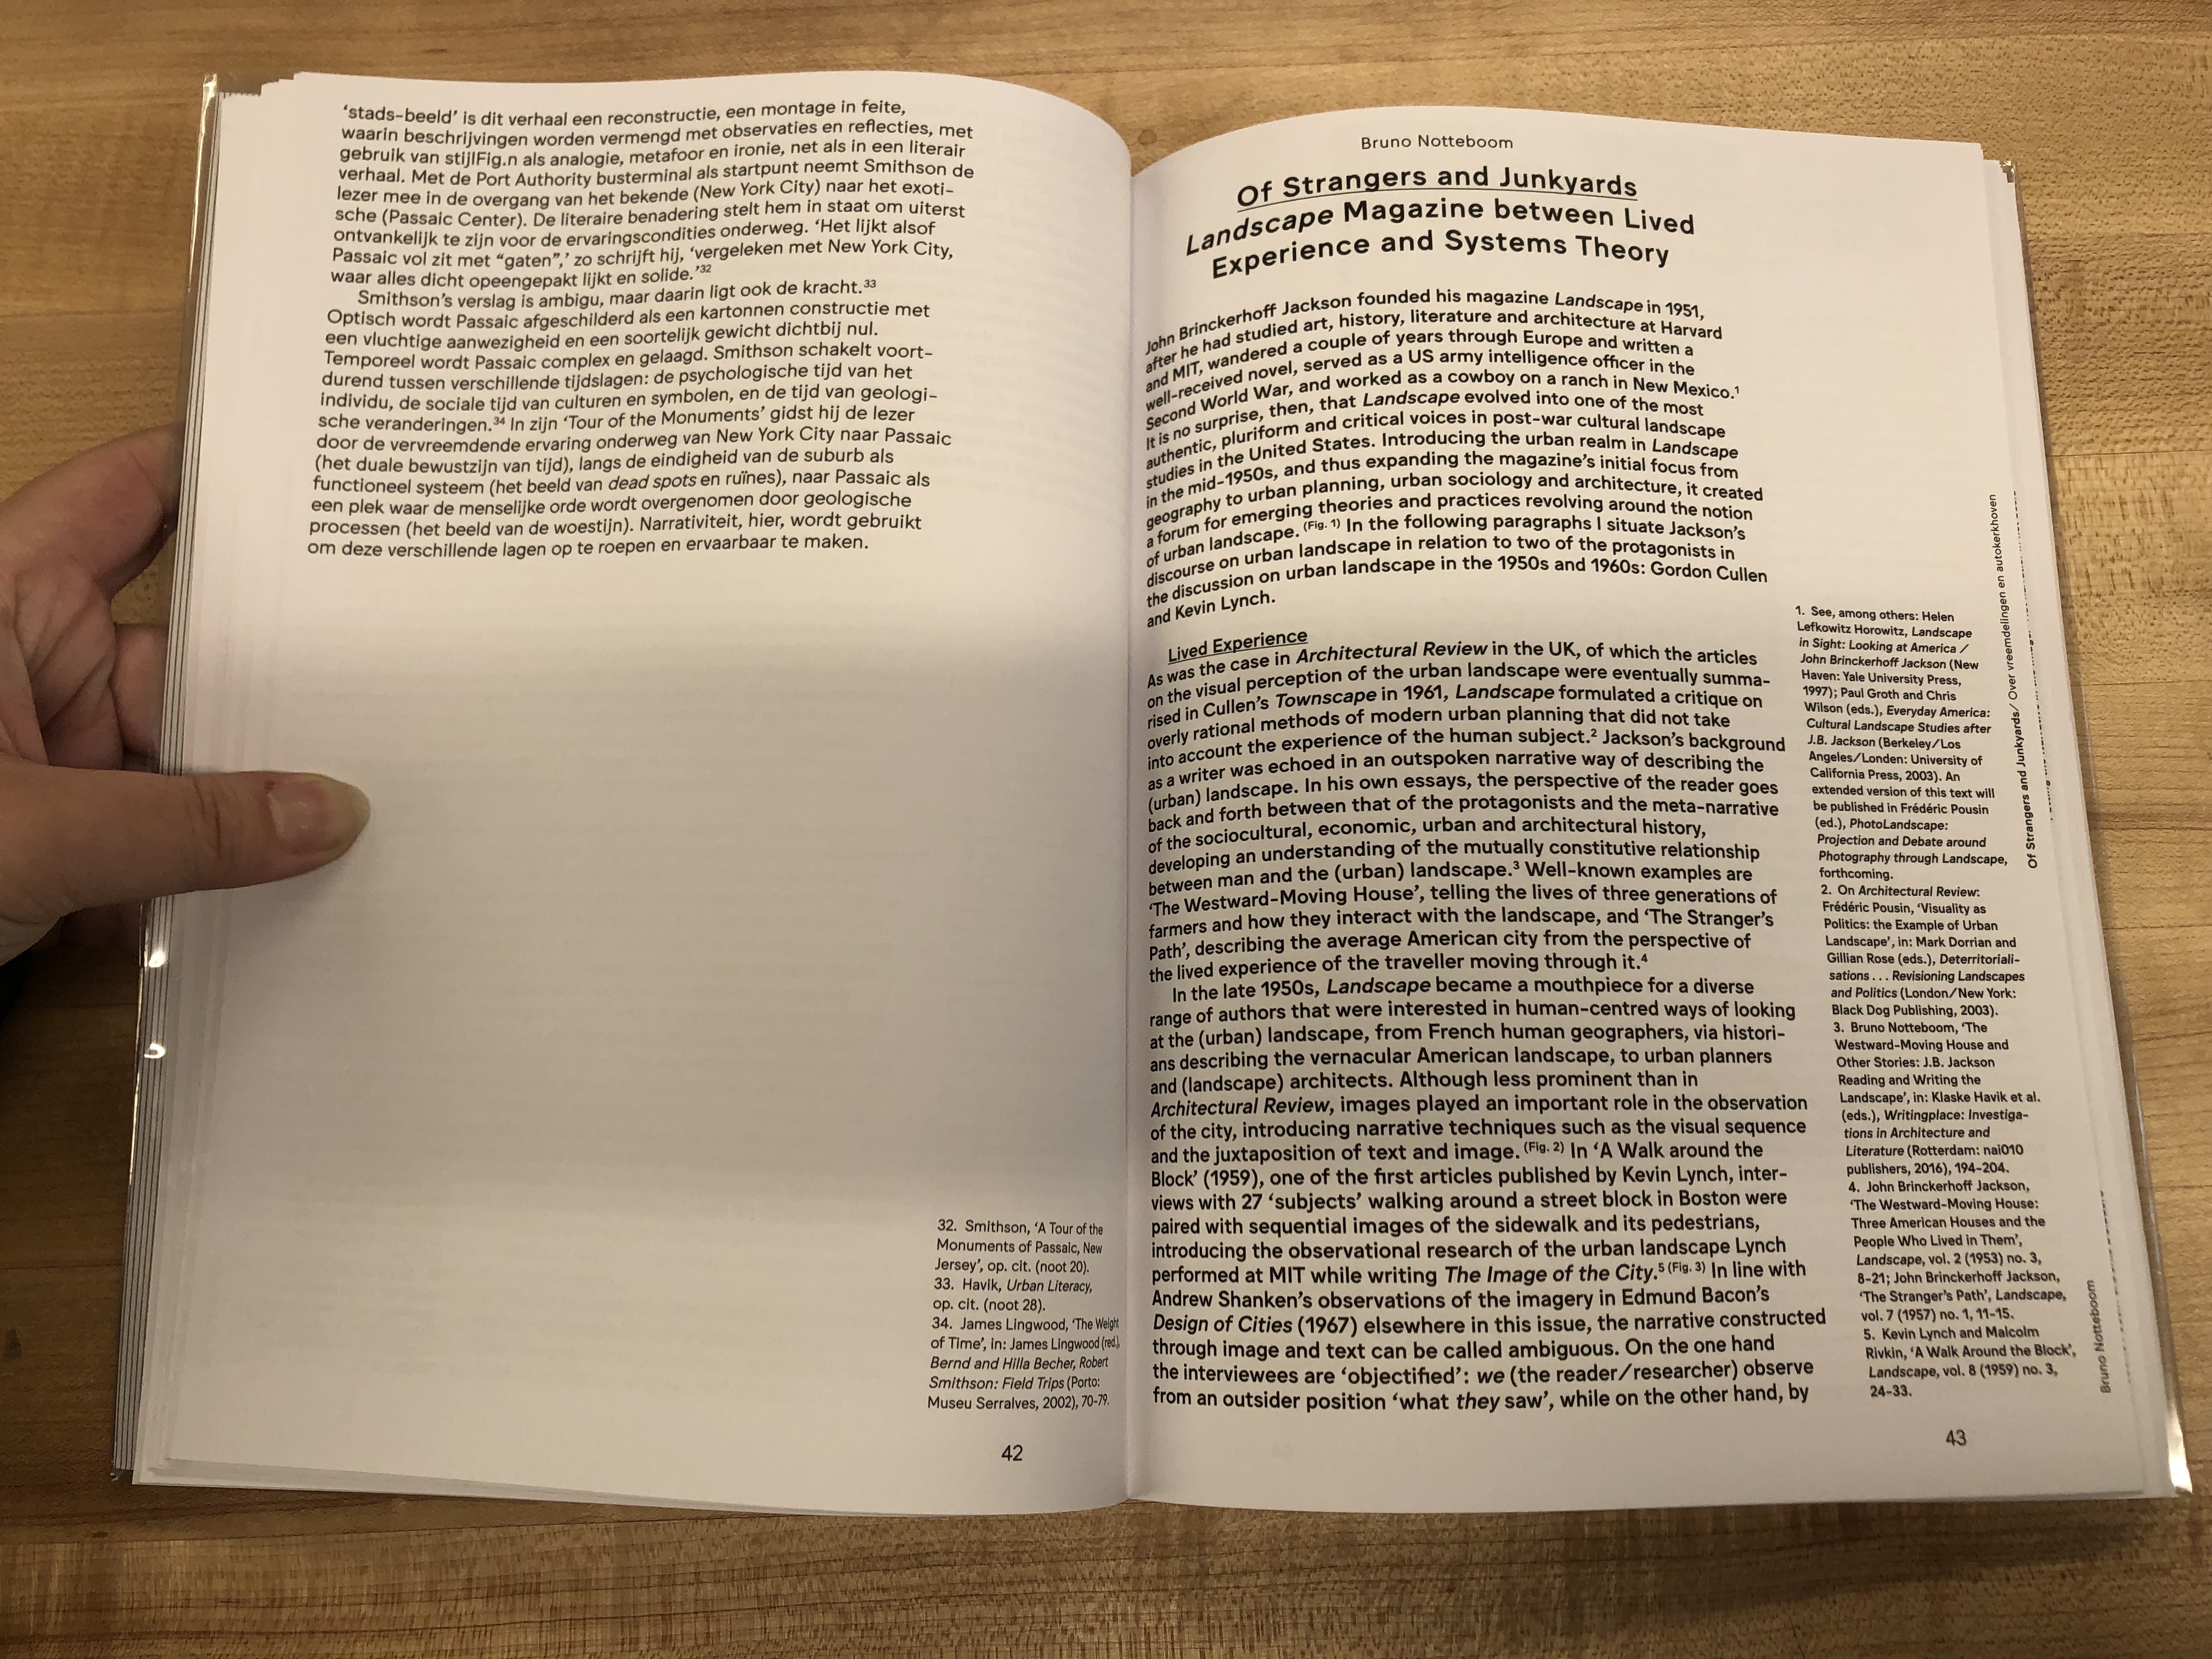 ‘stads-beeld’ is dit verhaal een reconstructie, een montage in feite,
waarin beschrijvingen worden vermengd met observaties en reflecties, met
gebruik van stijlFig.n als analogie, metafoor en ironie, net als in een literair
verhaal. Met de Port Authority busterminal als startpunt neemt Smithson de
lezer mee in de overgang van het bekende (New York City) naar het exoti-
sche (Passaic Center). De literaire benadering stelt hem in staat om uiterst
ontvankelijk te zijn voor de ervaringscondities onderweg. ‘Het lijkt alsof
Passaic vol zit met “gaten”,’ zo schrijft hij, ‘vergeleken met New York City,
waar alles dicht opeengepakt lijkt en solide.’32
Smithson’s verslag is ambigu, maar daarin ligt ook de kracht.33
Optisch wordt Passaic afgeschilderd als een kartonnen constructie met
een vluchtige aanwezigheid en een soortelijk gewicht dichtbij nul.
Temporeel wordt Passaic complex en gelaagd. Smithson schakelt voort-
durend tussen verschillende tijdslagen: de psychologische tijd van het
individu, de sociale tijd van culturen en symbolen, en de tijd van geologi-
sche veranderingen.34 In zijn ‘Tour of the Monuments’ gidst hij de lezer
door de vervreemdende ervaring onderweg van New York City naar Passaic
(het duale bewustzijn van tijd), langs de eindigheid van de suburb als
functioneel systeem (het beeld van dead spots en ruïnes), naar Passaic als
een plek waar de menselijke orde wordt overgenomen door geologische
processen (het beeld van de woestijn). Narrativiteit, hier, wordt gebruikt
om deze verschillende lagen op te roepen en ervaarbaar te maken.
32. Smithson, ‘A Tour of the
Monuments of Passaic, New
Jersey’, op. cit. (noot 20).
33. Havik, Urban Literacy,
op. cit. (noot 28).
34. James Lingwood, ‘The Weight
of Time’, in: James Lingwood (red.),
Bernd and Hilla Becher, Robert
Smithson: Field Trips (Porto:
Museu Serralves, 2002), 70-79.
42
Bruno Notteboom
Of Strangers and Junkyards
Landscape Magazine between Lived
Experience and Systems Theory
John Brinckerhoff Jackson founded his magazine Landscape in 1951,
after he had studied art, history, literature and architecture at Harvard
and MIT, wandered a couple of years through Europe and written a
well-received novel, served as a US army intelligence officer in the
Second World War, and worked as a cowboy on a ranch in New Mexico.1
It is no surprise, then, that Landscape evolved into one of the most
authentic, pluriform and critical voices in post-war cultural landscape
studies in the United States. Introducing the urban realm in Landscape
in the mid-1950s, and thus expanding the magazine’s initial focus from
geography to urban planning, urban sociology and architecture, it created
a forum for emerging theories and practices revolving around the notion
of urban landscape. (Fig. 1) In the following paragraphs I situate Jackson’s
discourse on urban landscape in relation to two of the protagonists in
the discussion on urban landscape in the 1950s and 1960s: Gordon Cullen
and Kevin Lynch.
Lived Experience
As was the case in Architectural Review in the UK, of which the articles
on the visual perception of the urban landscape were eventually summa-
rised in Cullen’s Townscape in 1961, Landscape formulated a critique on
overly rational methods of modern urban planning that did not take
into account the experience of the human subject.2 Jackson’s background
as a writer was echoed in an outspoken narrative way of describing the
(urban) landscape. In his own essays, the perspective of the reader goes
back and forth between that of the protagonists and the meta-narrative
of the sociocultural, economic, urban and architectural history,
developing an understanding of the mutually constitutive relationship
between man and the (urban) landscape.3 Well-known examples are
‘The Westward-Moving House’, telling the lives of three generations of
farmers and how they interact with the landscape, and ‘The Stranger’s
Path’, describing the average American city from the perspective of
the lived experience of the traveller moving through it.4
In the late 1950s, Landscape became a mouthpiece for a diverse
range of authors that were interested in human-centred ways of looking
at the (urban) landscape, from French human geographers, via histori-
ans describing the vernacular American landscape, to urban planners
and (landscape) architects. Although less prominent than in
Architectural Review, images played an important role in the observation
of the city, introducing narrative techniques such as the visual sequence
and the juxtaposition of text and image. (Fig. 2) In ‘A Walk around the
Block’ (1959), one of the first articles published by Kevin Lynch, inter-
views with 27 ‘subjects’ walking around a street block in Boston were
paired with sequential images of the sidewalk and its pedestrians,
introducing the observational research of the urban landscape Lynch
performed at MIT while writing The Image of the City.5 (Fig. 3) In line with
Andrew Shanken’s observations of the imagery in Edmund Bacon’s
Design of Cities (1967) elsewhere in this issue, the narrative constructed
through image and text can be called ambiguous. On the one hand
the interviewees are ‘objectified’: we (the reader/researcher) observe
from an outsider position ‘what they saw’, while on the other hand, by
1. See, among others: Helen
Lefkowitz Horowitz, Landscape
in Sight: Looking at America /
John Brinckerhoff Jackson (New
Haven: Yale University Press,
1997); Paul Groth and Chris
Wilson (eds.), Everyday America:
Cultural Landscape Studies after
J.B. Jackson (Berkeley/Los
Angeles/Londen: University of
California Press, 2003). An
extended version of this text will
be published in Frédéric Pousin
(ed.), PhotoLandscape:
Projection and Debate around
Photography through Landscape,
forthcoming.
2. On Architectural Review:
Frédéric Pousin, ‘Visuality as
Politics: the Example of Urban
Landscape’, in: Mark Dorrian and
Gillian Rose (eds.), Deterritoriali-
sations . . . Revisioning Landscapes
and Politics (London/New York:
Black Dog Publishing, 2003).
3. Bruno Notteboom, ‘The
Westward-Moving House and
Other Stories: J.B. Jackson
Reading and Writing the
Landscape’, in: Klaske Havik et al.
(eds.), Writingplace: Investiga-
tions in Architecture and
Literature (Rotterdam: nai010
publishers, 2016), 194-204.
4. John Brinckerhoff Jackson,
‘The Westward-Moving House:
Three American Houses and the
People Who Lived in Them’,
Landscape, vol. 2 (1953) no. 3,
8-21; John Brinckerhoff Jackson,
‘The Stranger’s Path’, Landscape,
vol. 7 (1957) no. 1, 11-15.
5. Kevin Lynch and Malcolm
Rivkin, ‘A Walk Around the Block’,
Landscape, vol. 8 (1959) no. 3,
24-33.
Of Strangers and Junkyards/ Over vreemdelingen en autokerkhoven
Bruno Notteboom
43